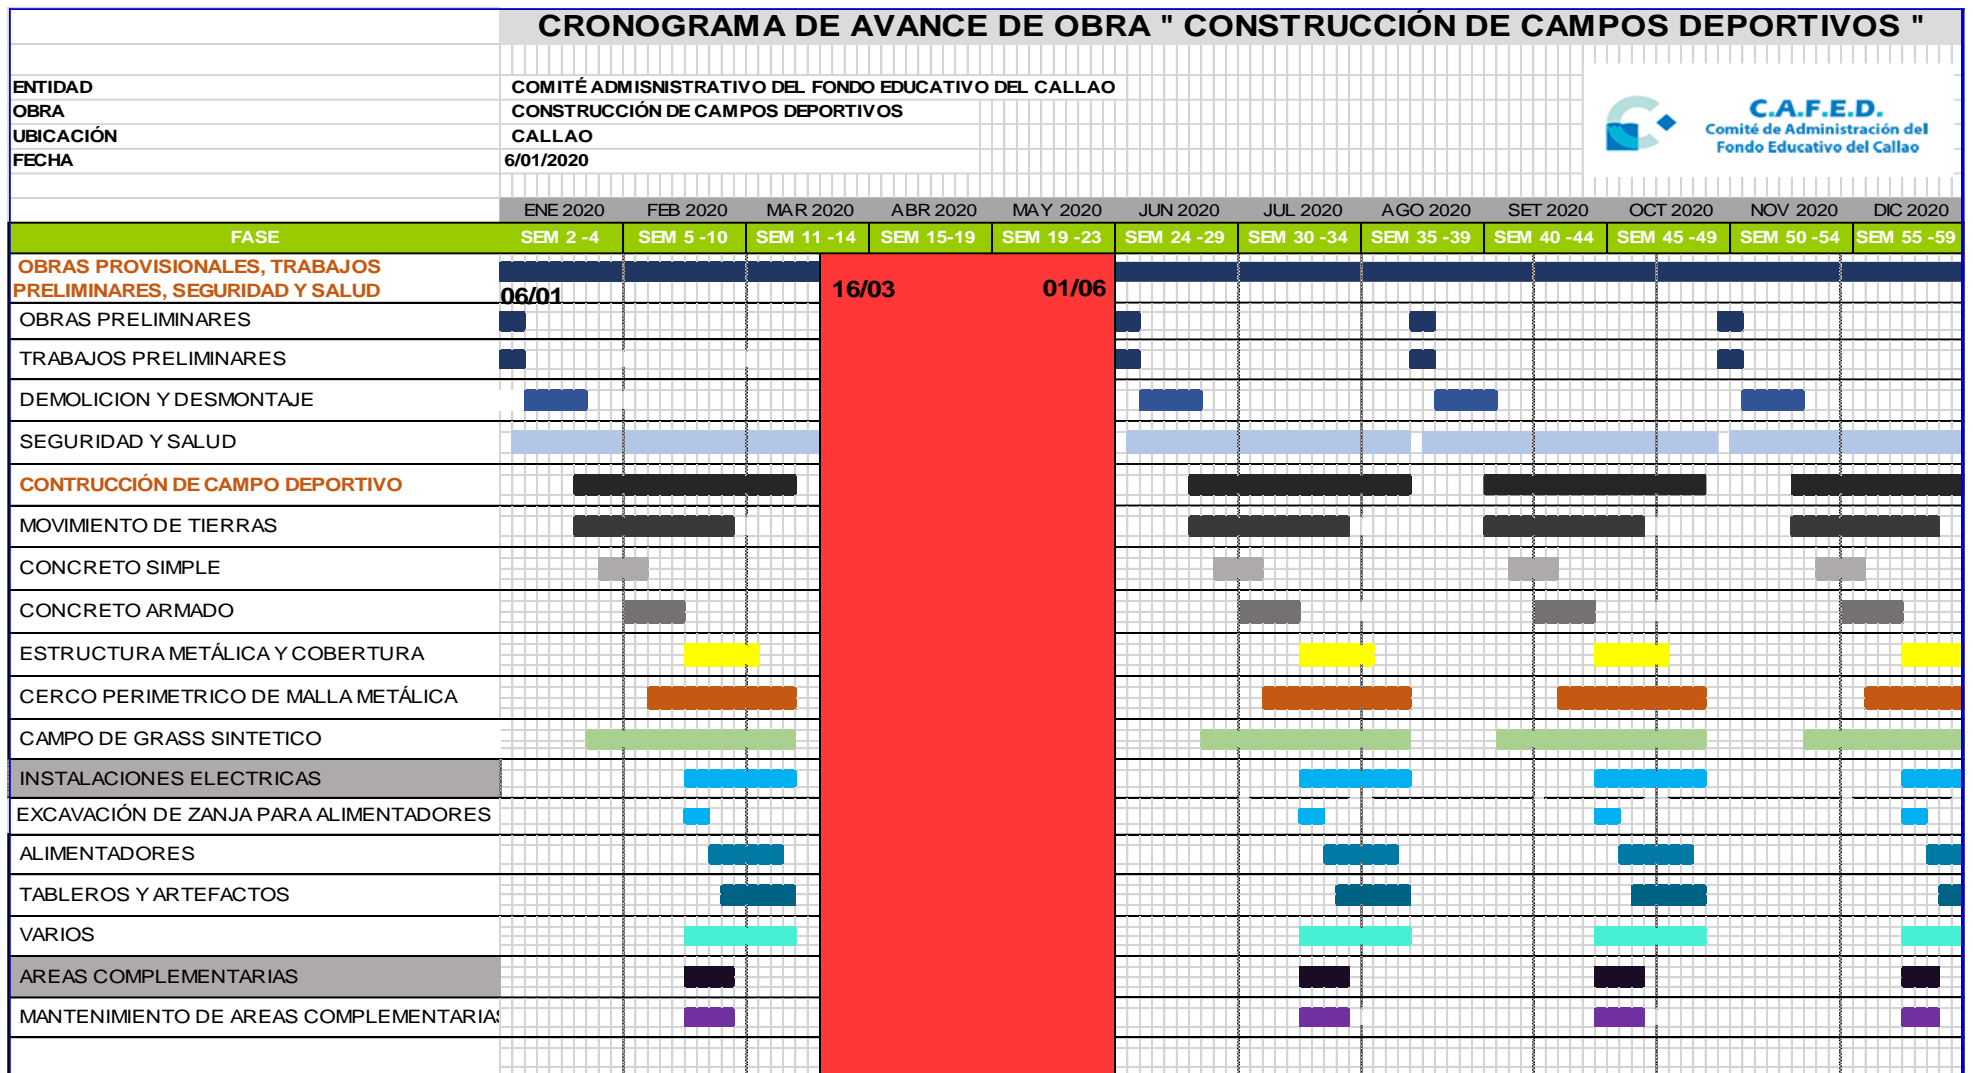 CRONOGRAMA DE AVANCE DE OBRA " CONSTRUCCIÓN DE CAMPOS DEPORTIVOS "
ENTIDAD COMITÉ ADMISNISTRATIVO DEL FONDO EDUCATIVO DEL CALLAO
OBRA CONSTRUCCIÓN DE CAMPOS DEPORTIVOS
UBICACIÓN CALLAO
FECHA 6/01/2020
C.A.F.E.D.
Comité de Administración del
Fondo Educativo del Callao
ENE 2020 FEB 2020 MAR 2020 ABR 2020 MAY 2020 JUN 2020 JUL 2020 AGO 2020 SET 2020 OCT 2020 NOV 2020 DIC 2020
FASE SEM 2 -4 SEM 5 -10 SEM 11 -14 SEM 15-19 SEM 19 -23 SEM 24 -29 SEM 30 -34 SEM 35 -39 SEM 40 -44 SEM 45 -49 SEM 50 -54 SEM 55 -59
OBRAS PROVISIONALES, TRABAJOS
PRELIMINARES, SEGURIDAD Y SALUD
06/01 16/03 01/06
OBRAS PRELIMINARES
TRABAJOS PRELIMINARES
DEMOLICION Y DESMONTAJE
SEGURIDAD Y SALUD
CONTRUCCIÓN DE CAMPO DEPORTIVO
MOVIMIENTO DE TIERRAS
CONCRETO SIMPLE
CONCRETO ARMADO
ESTRUCTURA METÁLICA Y COBERTURA
CERCO PERIMETRICO DE MALLA METÁLICA
CAMPO DE GRASS SINTETICO
INSTALACIONES ELECTRICAS
EXCAVACIÓN DE ZANJA PARA ALIMENTADORES
ALIMENTADORES
TABLEROS Y ARTEFACTOS
VARIOS
AREAS COMPLEMENTARIAS
MANTENIMIENTO DE AREAS COMPLEMENTARIAS